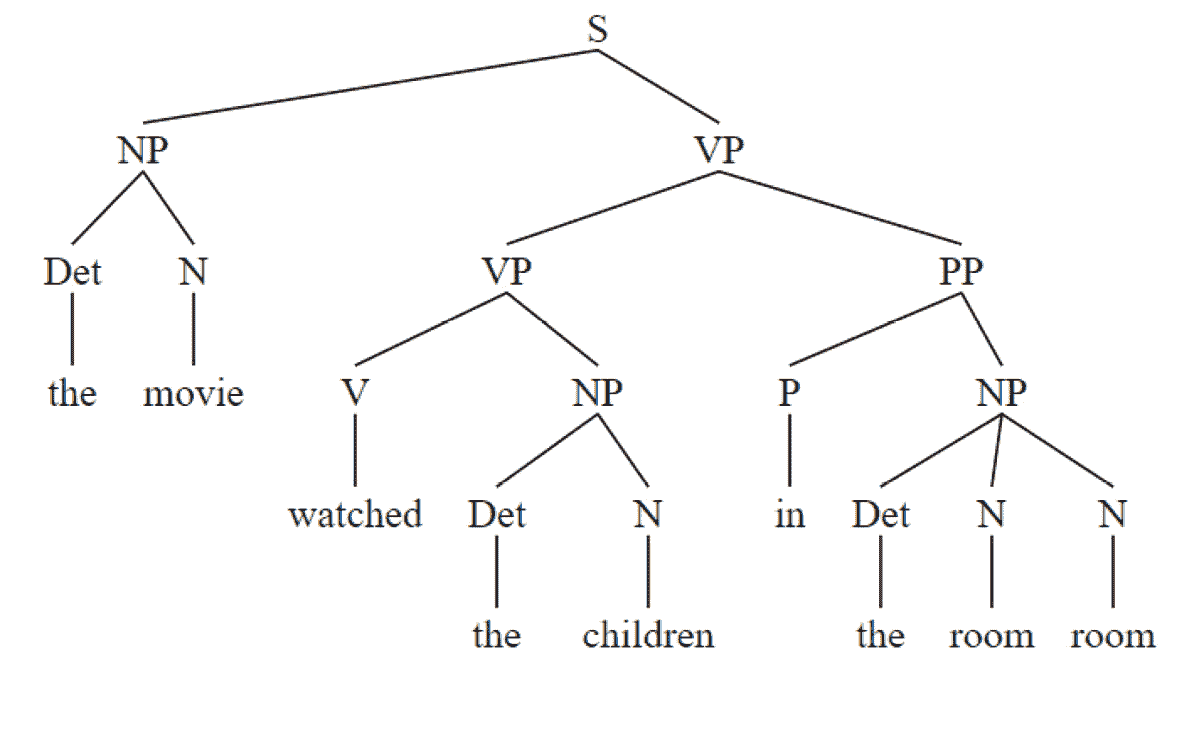 S
NP VP
Det N VP PP
the movie V NP P NP
watched Det N in Det N N
the children the room room